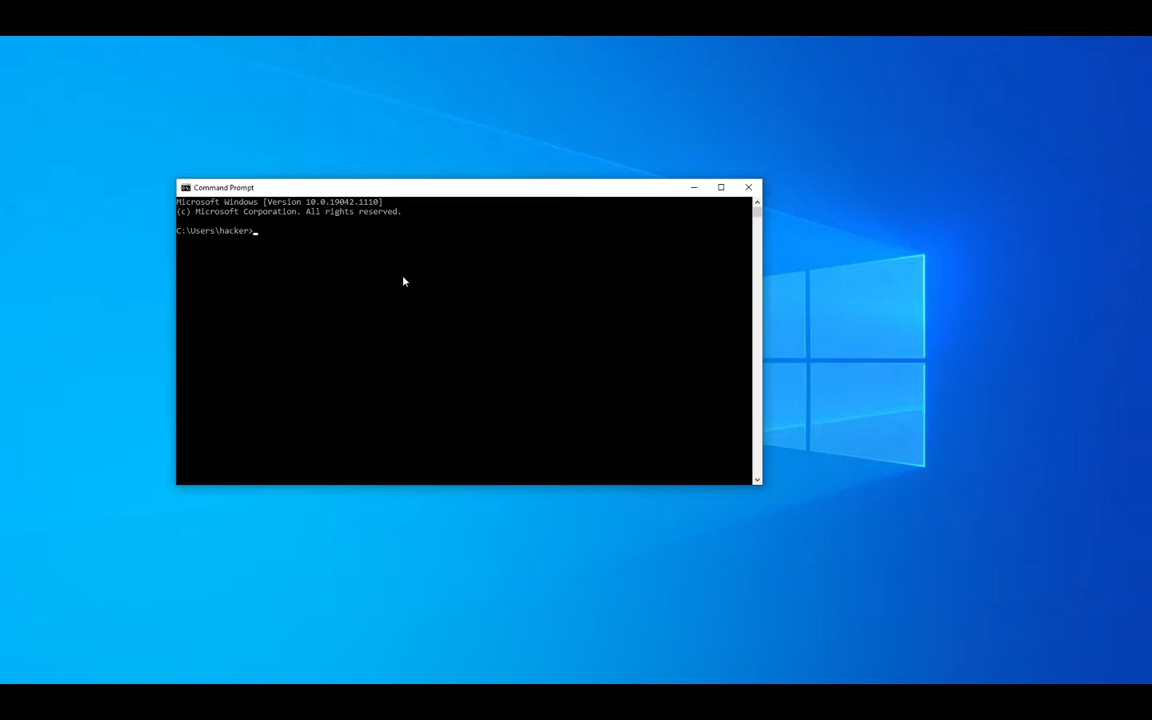 Command Prompt
Microsoft Windows [Version 10.0.19042.1110]
(c) Microsoft Corporation. All rights reserved.
C:\Users\hacker>